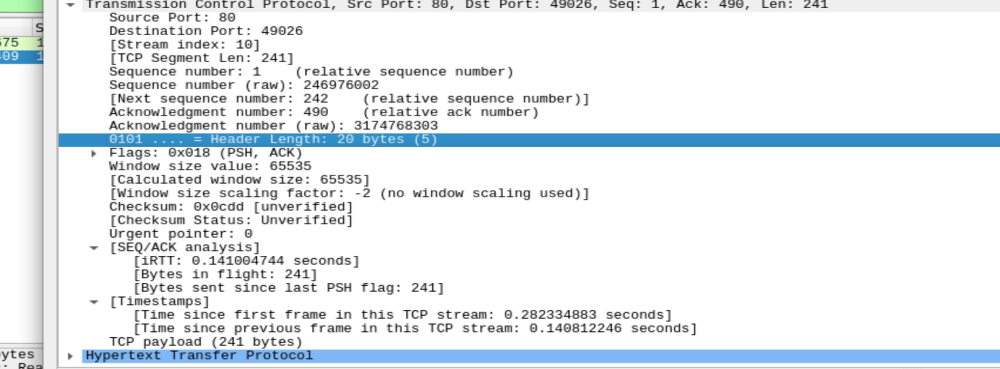 Transmission Control Protocol, Src Port: 80, Dst Port: 49026, Seq: 1, Ack: 490, Len: 241
Source Port: 80
S
Destination Port: 49026
675 1
[Stream index: 10]
409 1
[TCP Segment Len: 241]
Sequence number: 1    (relative sequence number)
Sequence number (raw): 246976002
[Next sequence number: 242    (relative sequence number)]
Acknowledgment number: 490    (relative ack number)
Acknowledgment number (raw): 3174768303
0101 .... = Header Length: 20 bytes (5)
Flags: 0x018 (PSH, ACK)
Window size value: 65535
[Calculated window size: 65535]
[Window size scaling factor: -2 (no window scaling used)]
Checksum: 0x0cdd [unverified]
[Checksum Status: Unverified]
Urgent pointer: 0
[SEQ/ACK analysis]
[iRTT: 0.141004744 seconds]
[Bytes in flight: 241]
[Bytes sent since last PSH flag: 241]
[Timestamps]
[Time since first frame in this TCP stream: 0.282334883 seconds]
[Time since previous frame in this TCP stream: 0.140812246 seconds]
TCP payload (241 bytes)
Hypertext Transfer Protocol
ytes
: Rea